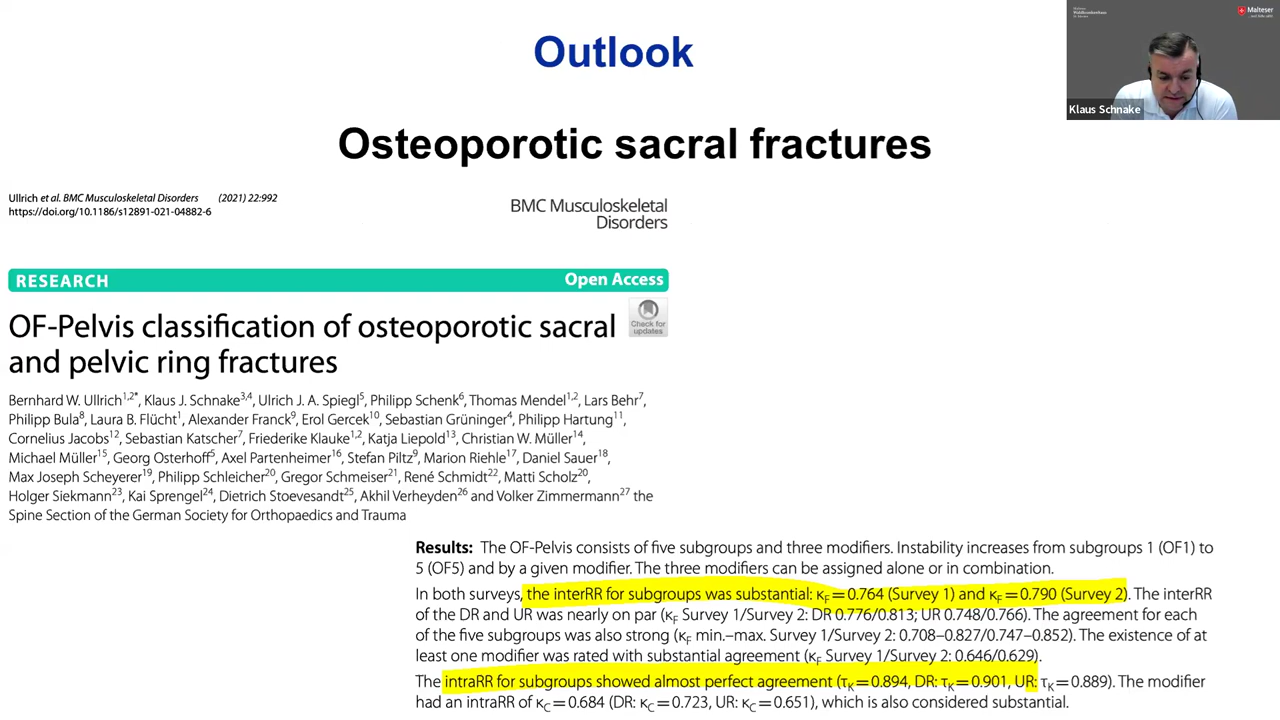 Outlook
Malteser
Klaus Schnake
Osteoporotic sacral fractures
Ullrich et al. BMC Musculoskeletal Disorders (2021) 22:992
https://doi.org/10.1186/s12891-021-04882-6
BMC Musculoskeletal
Disorders
RESEARCH Open Access
OF-Pelvis classification of osteoporotic sacral
and pelvic ring fractures
Check for
updates
Bernhard W. Ullrich1,2*, Klaus J. Schnake3,4, Ulrich J. A. Spiegl5, Philipp Schenk6, Thomas Mendel1,2, Lars Behr7,
Philipp Bula8, Laura B. Flücht1, Alexander Franck9, Erol Gercek10, Sebastian Grüninger4, Philipp Hartung11,
Cornelius Jacobs12, Sebastian Katscher7, Friederike Klauke1,2, Katja Liepold13, Christian W. Müller14,
Michael Müller15, Georg Osterhoff5, Axel Partenheimer16, Stefan Piltz9, Marion Riehle17, Daniel Sauer18,
Max Joseph Scheyerer19, Philipp Schleicher20, Gregor Schmeiser21, René Schmidt22, Matti Scholz20,
Holger Siekmann23, Kai Sprengel24, Dietrich Stoevesandt25, Akhil Verheyden26 and Volker Zimmermann27 the
Spine Section of the German Society for Orthopaedics and Trauma
Results: The OF-Pelvis consists of five subgroups and three modifiers. Instability increases from subgroups 1 (OF1) to
5 (OF5) and by a given modifier. The three modifiers can be assigned alone or in combination.
In both surveys, the interRR for subgroups was substantial: κF = 0.764 (Survey 1) and κF = 0.790 (Survey 2). The interRR
of the DR and UR was nearly on par (κF Survey 1/Survey 2: DR 0.776/0.813; UR 0.748/0.766). The agreement for each
of the five subgroups was also strong (κF min.–max. Survey 1/Survey 2: 0.708–0.827/0.747–0.852). The existence of at
least one modifier was rated with substantial agreement (κF Survey 1/Survey 2: 0.646/0.629).
The intraRR for subgroups showed almost perfect agreement (τK = 0.894, DR: τK = 0.901, UR: τK = 0.889). The modifier
had an intraRR of κC = 0.684 (DR: κC = 0.723, UR: κC = 0.651), which is also considered substantial.